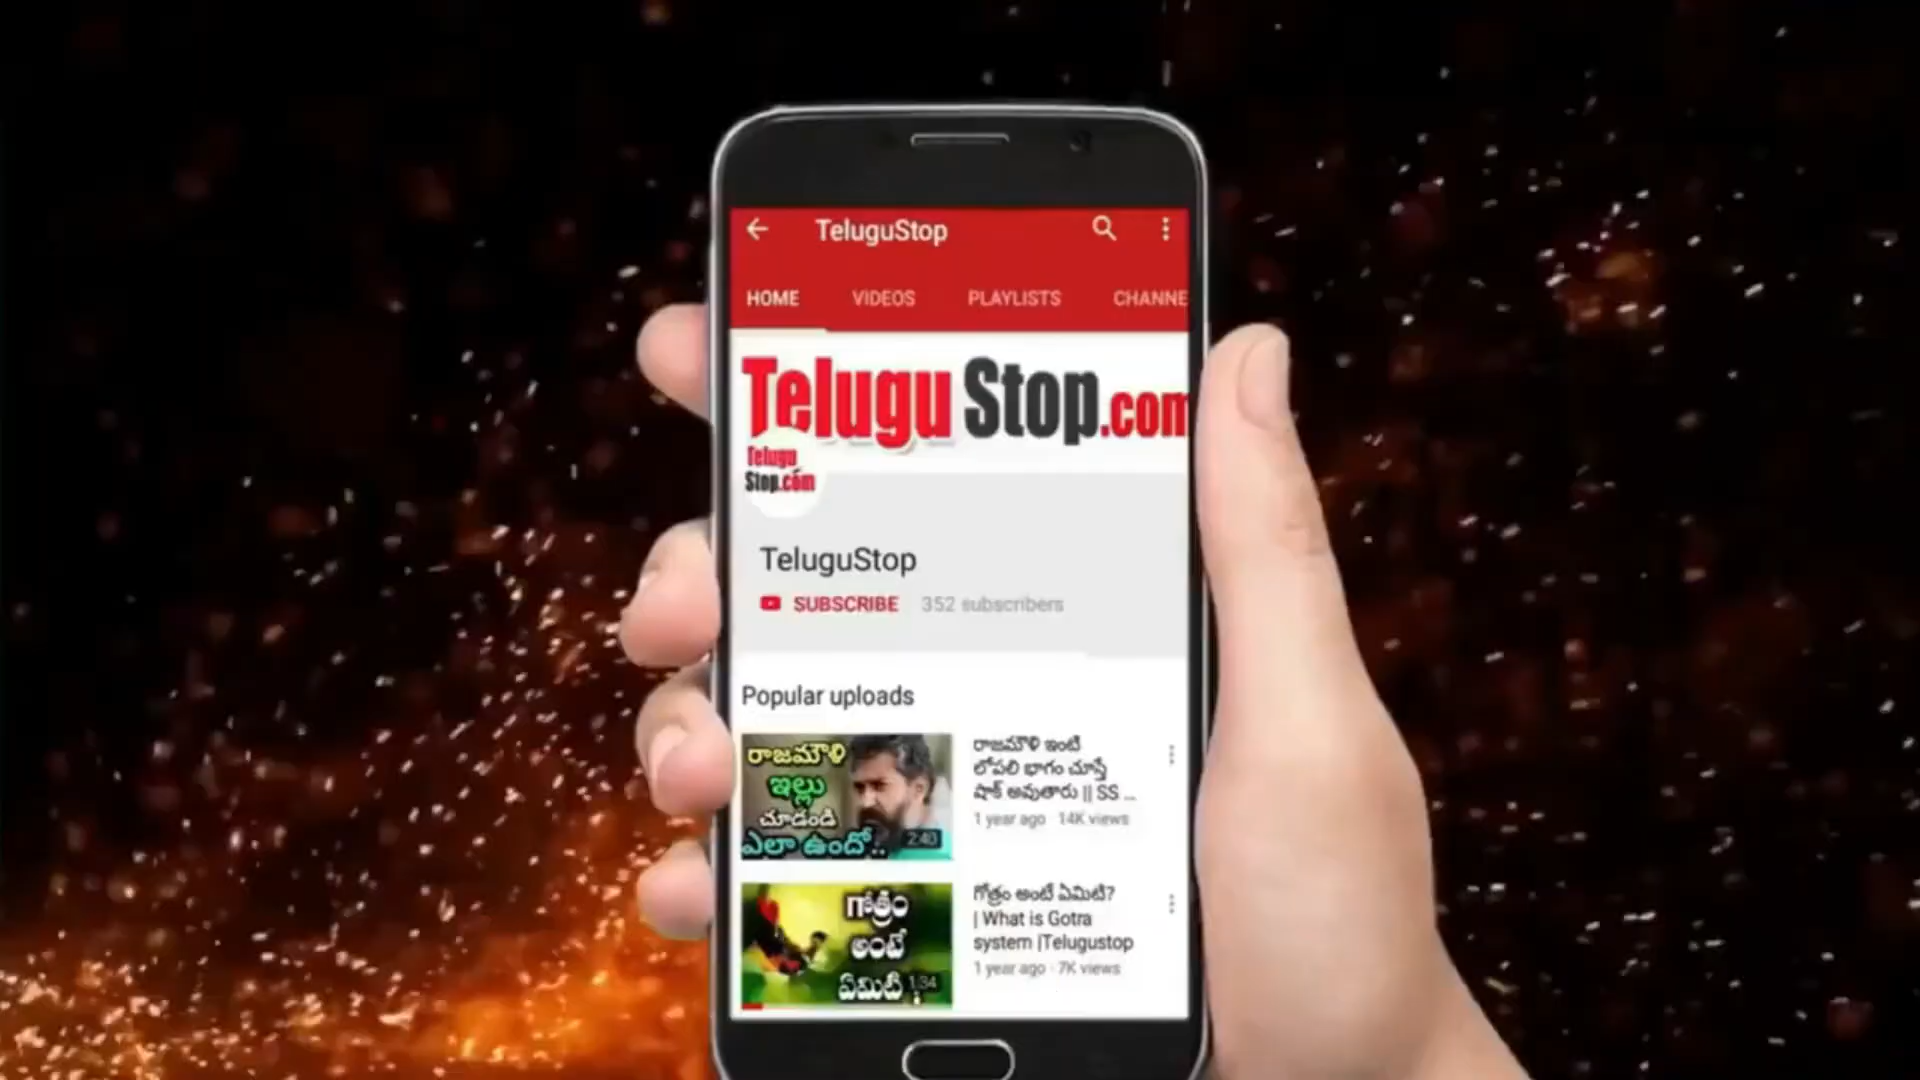 TeluguStop
HOME VIDEOS PLAYLISTS CHANNE
Telugu Stop.com
Telugu
Stop.com
TeluguStop
SUBSCRIBE 352 subscribers
Popular uploads
రాజమౌళి
ఇల్లు
చూడండి
ఎలా ఉందో..
2:43
రాజమౌళి ఇంటి
లోపలి భాగం చూస్తే
షాక్ అవుతారు || SS ...
1 year ago · 14K views
గోత్రం
అంటే
ఏమిటి ?
1:34
గోత్రం అంటే ఏమిటి?
| What is Gotra
system |Telugustop
1 year ago · 7K views